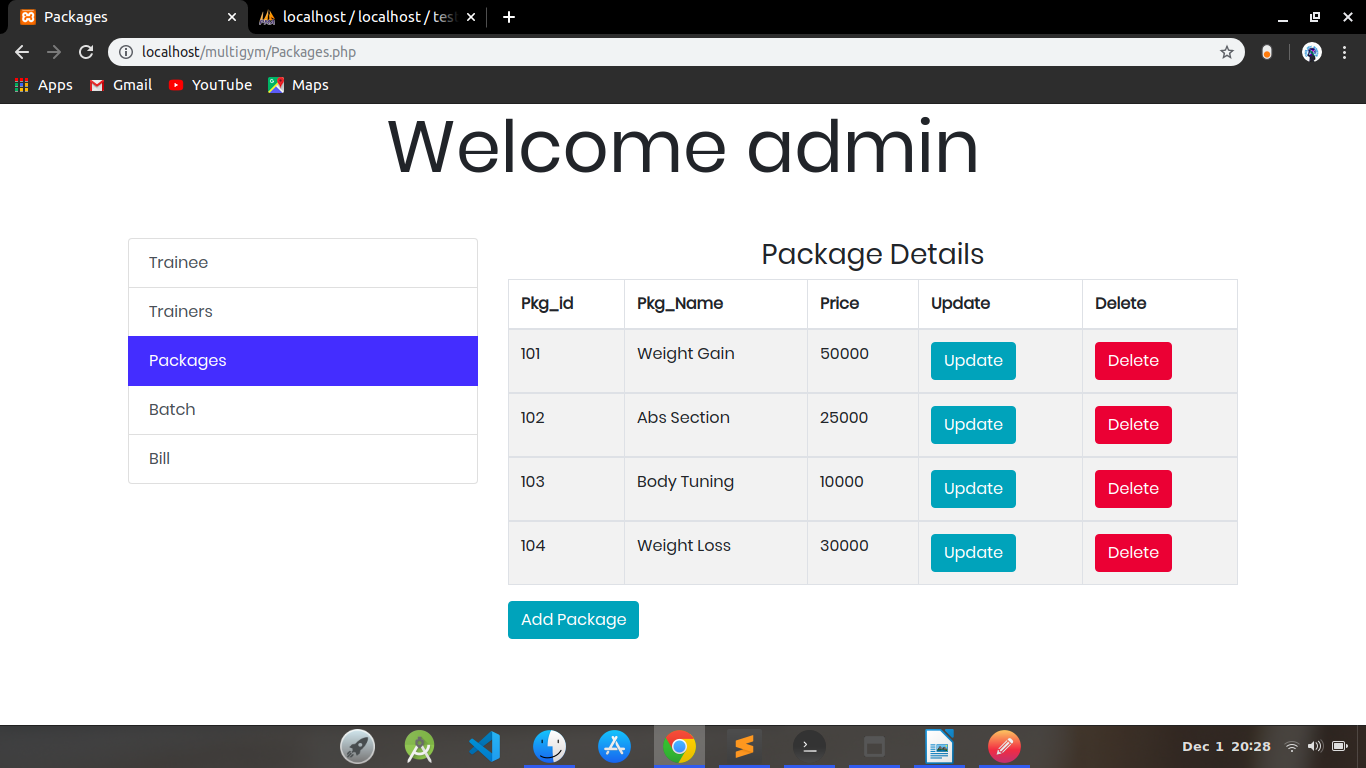 Packages
localhost / localhost / tes
localhost/multigym/Packages.php
Apps Gmail YouTube Maps
Welcome admin
Trainee
Trainers
Packages
Batch
Bill
Package Details
Pkg_id Pkg_Name Price Update Delete
101 Weight Gain 50000 Update Delete
102 Abs Section 25000 Update Delete
103 Body Tuning 10000 Update Delete
104 Weight Loss 30000 Update Delete
Add Package
Dec 1 20:28